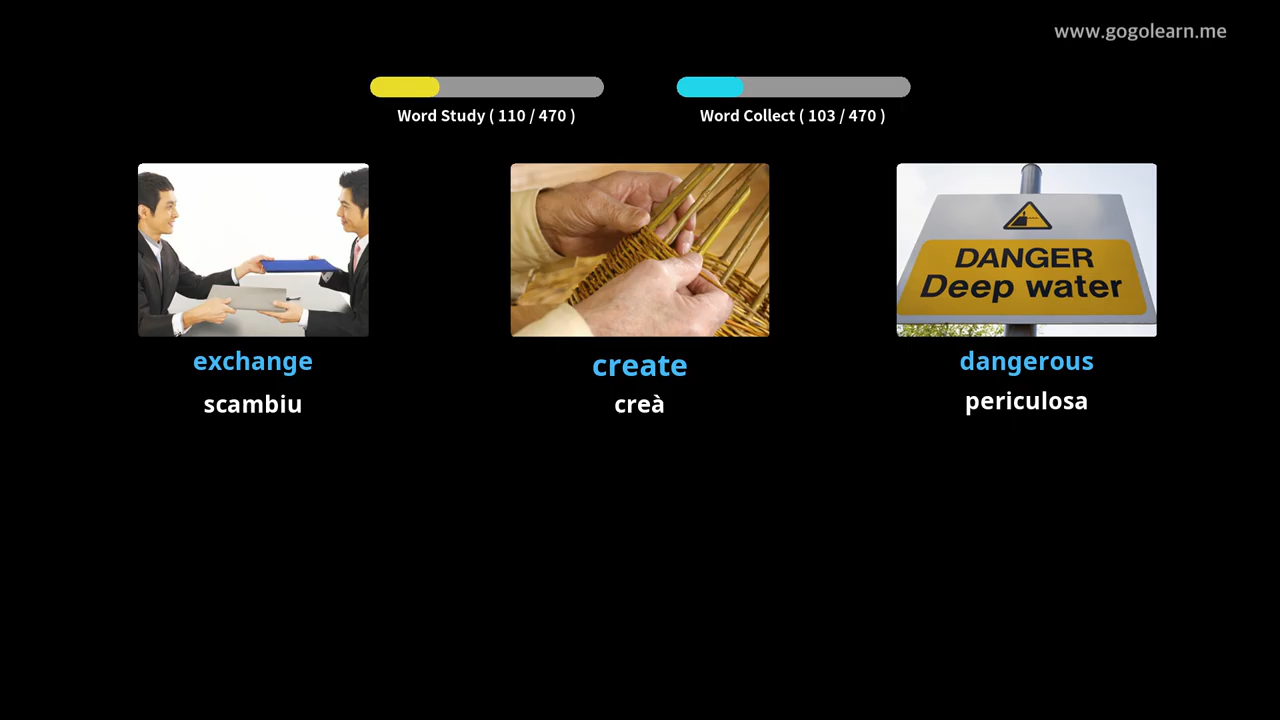 www.gogolearn.me
Word Study ( 110 / 470 )
Word Collect ( 103 / 470 )
DANGER
Deep water
exchange
create
dangerous
scambiu
creà
periculosa